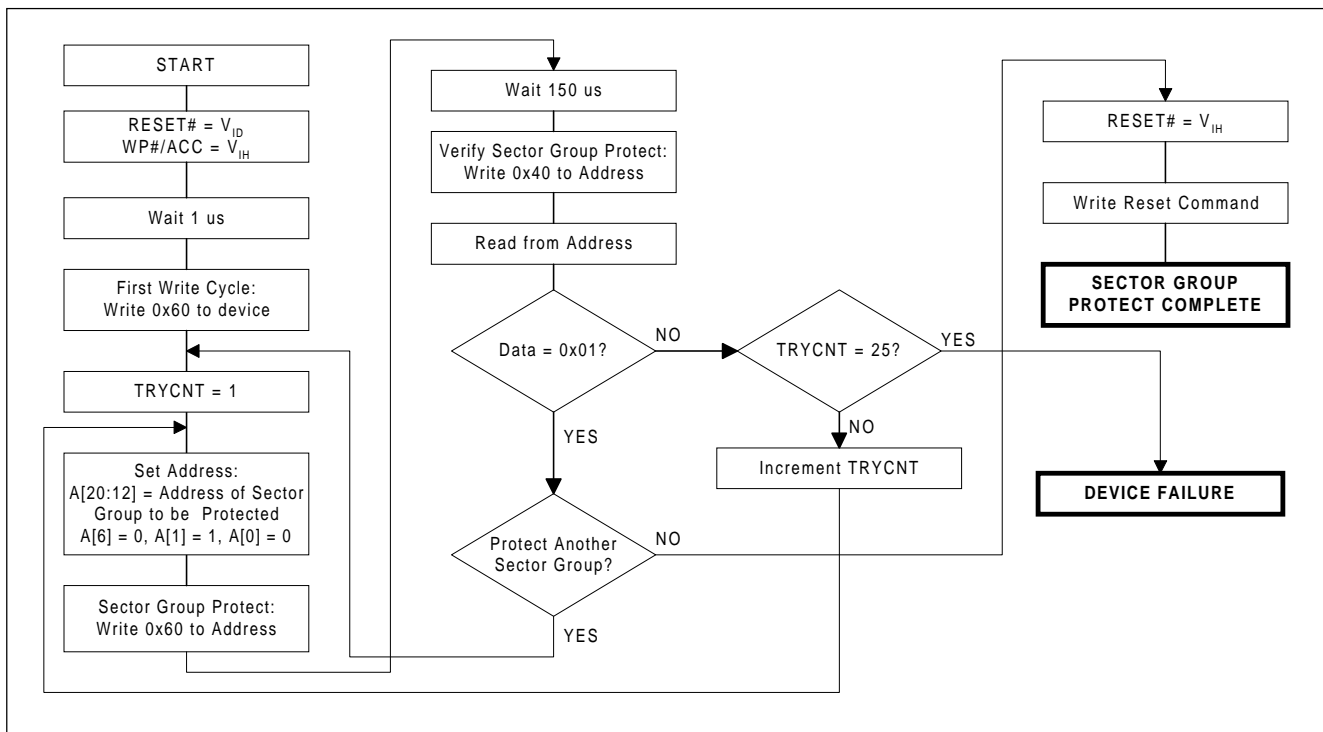 START
RESET# = VID
WP#/ACC = VIH
Wait 1 us
First Write Cycle:
Write 0x60 to device
TRYCNT = 1
Set Address:
A[20:12] = Address of Sector
Group to be Protected
A[6] = 0, A[1] = 1, A[0] = 0
Sector Group Protect:
Write 0x60 to Address
Wait 150 us
Verify Sector Group Protect:
Write 0x40 to Address
Read from Address
Data = 0x01?
NO
YES
Protect Another
Sector Group?
NO
YES
TRYCNT = 25?
YES
NO
Increment TRYCNT
RESET# = VIH
Write Reset Command
SECTOR GROUP
PROTECT COMPLETE
DEVICE FAILURE